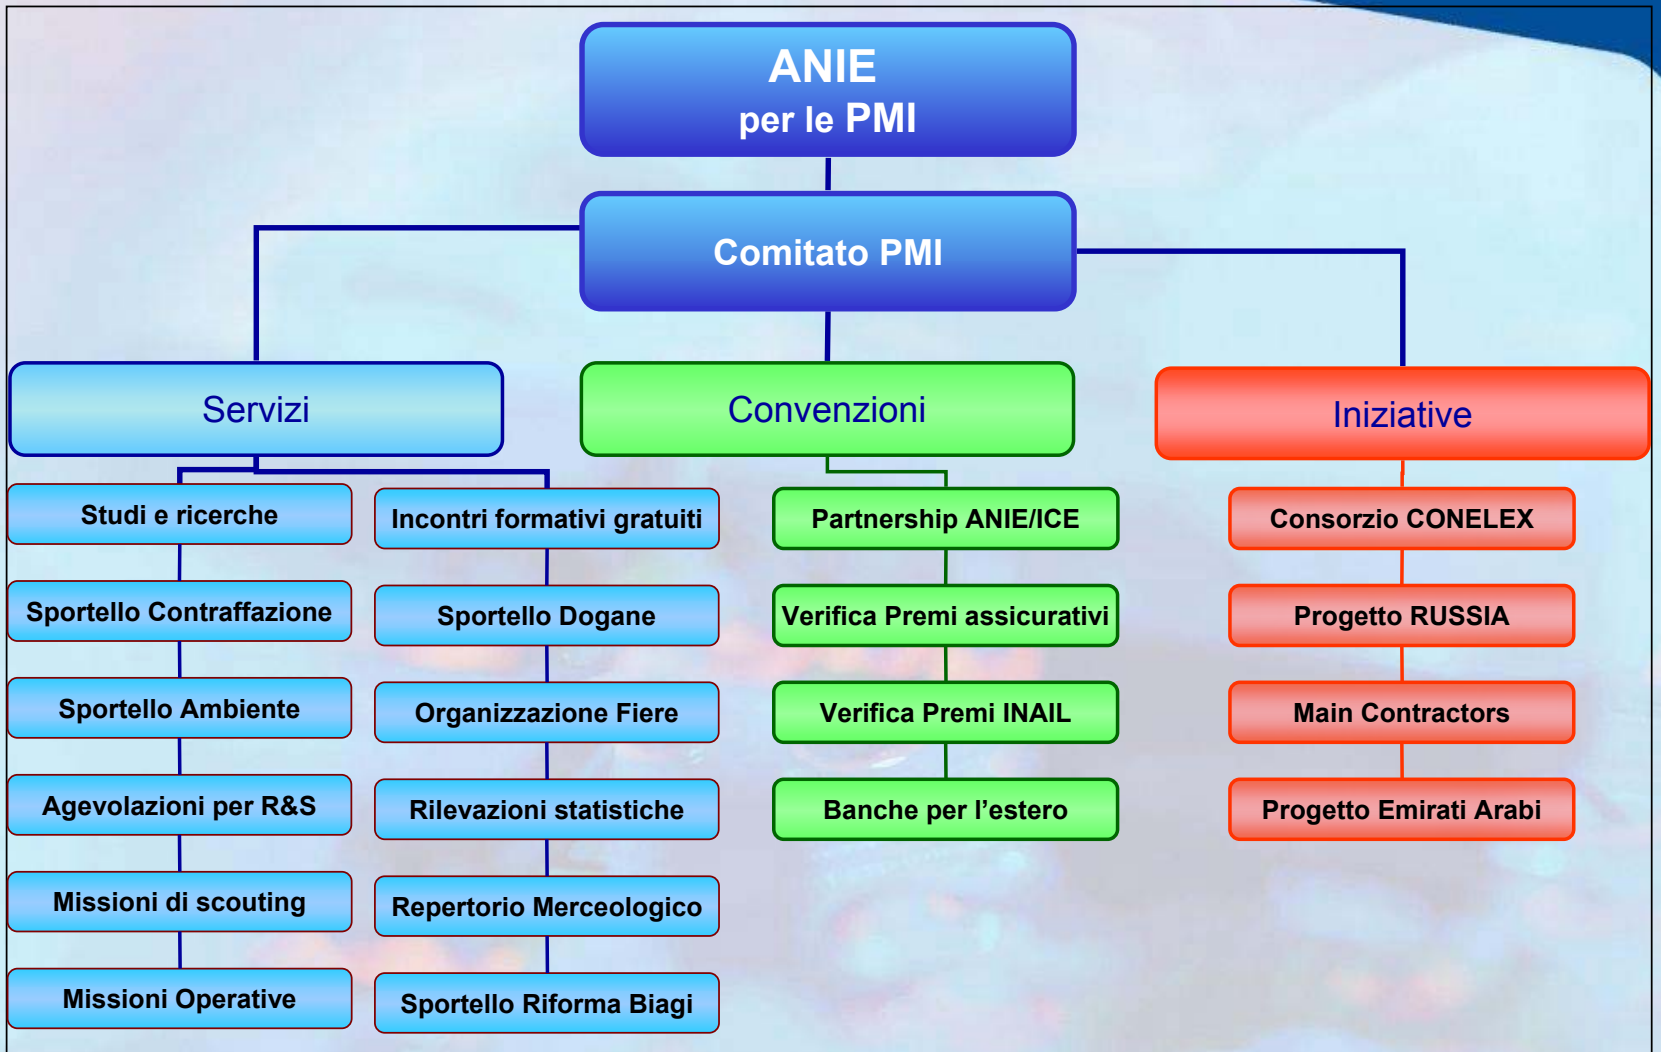 ANIE
per le PMI
Comitato PMI
Servizi
Convenzioni
Iniziative
Studi e ricerche
Sportello Contraffazione
Sportello Ambiente
Agevolazioni per R&S
Missioni di scouting
Missioni Operative
Incontri formativi gratuiti
Sportello Dogane
Organizzazione Fiere
Rilevazioni statistiche
Repertorio Merceologico
Sportello Riforma Biagi
Partnership ANIE/ICE
Verifica Premi assicurativi
Verifica Premi INAIL
Banche per l’estero
Consorzio CONELEX
Progetto RUSSIA
Main Contractors
Progetto Emirati Arabi